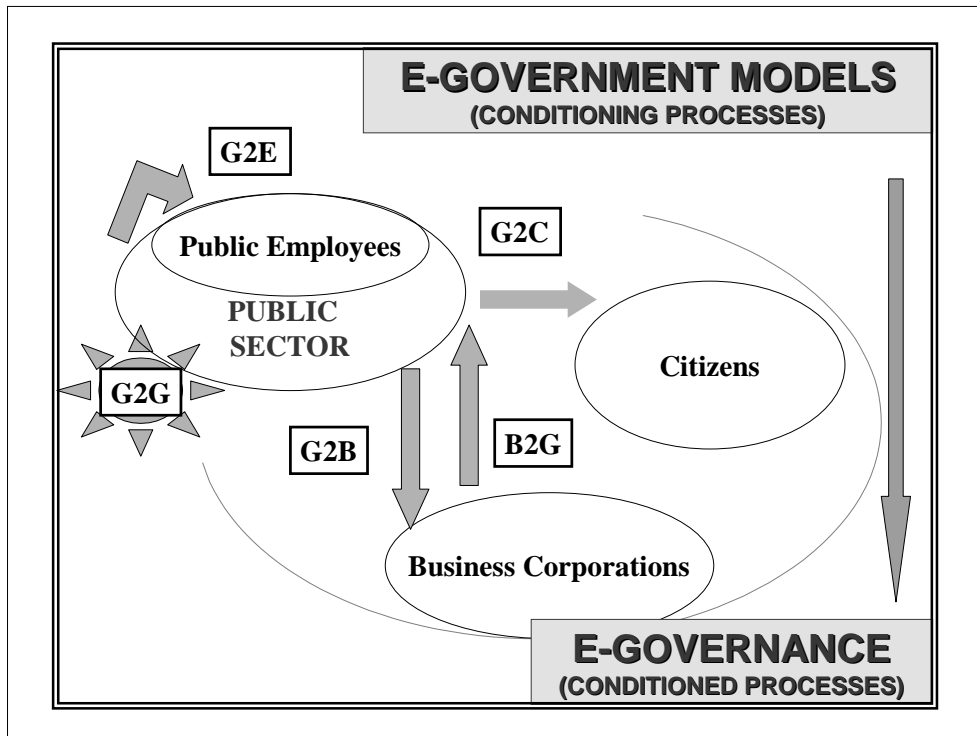 E-GOVERNMENT MODELS
(CONDITIONING PROCESSES)
G2E
Public Employees
G2C
PUBLIC
SECTOR
Citizens
G2G
G2B
B2G
Business Corporations
E-GOVERNANCE
(CONDITIONED PROCESSES)